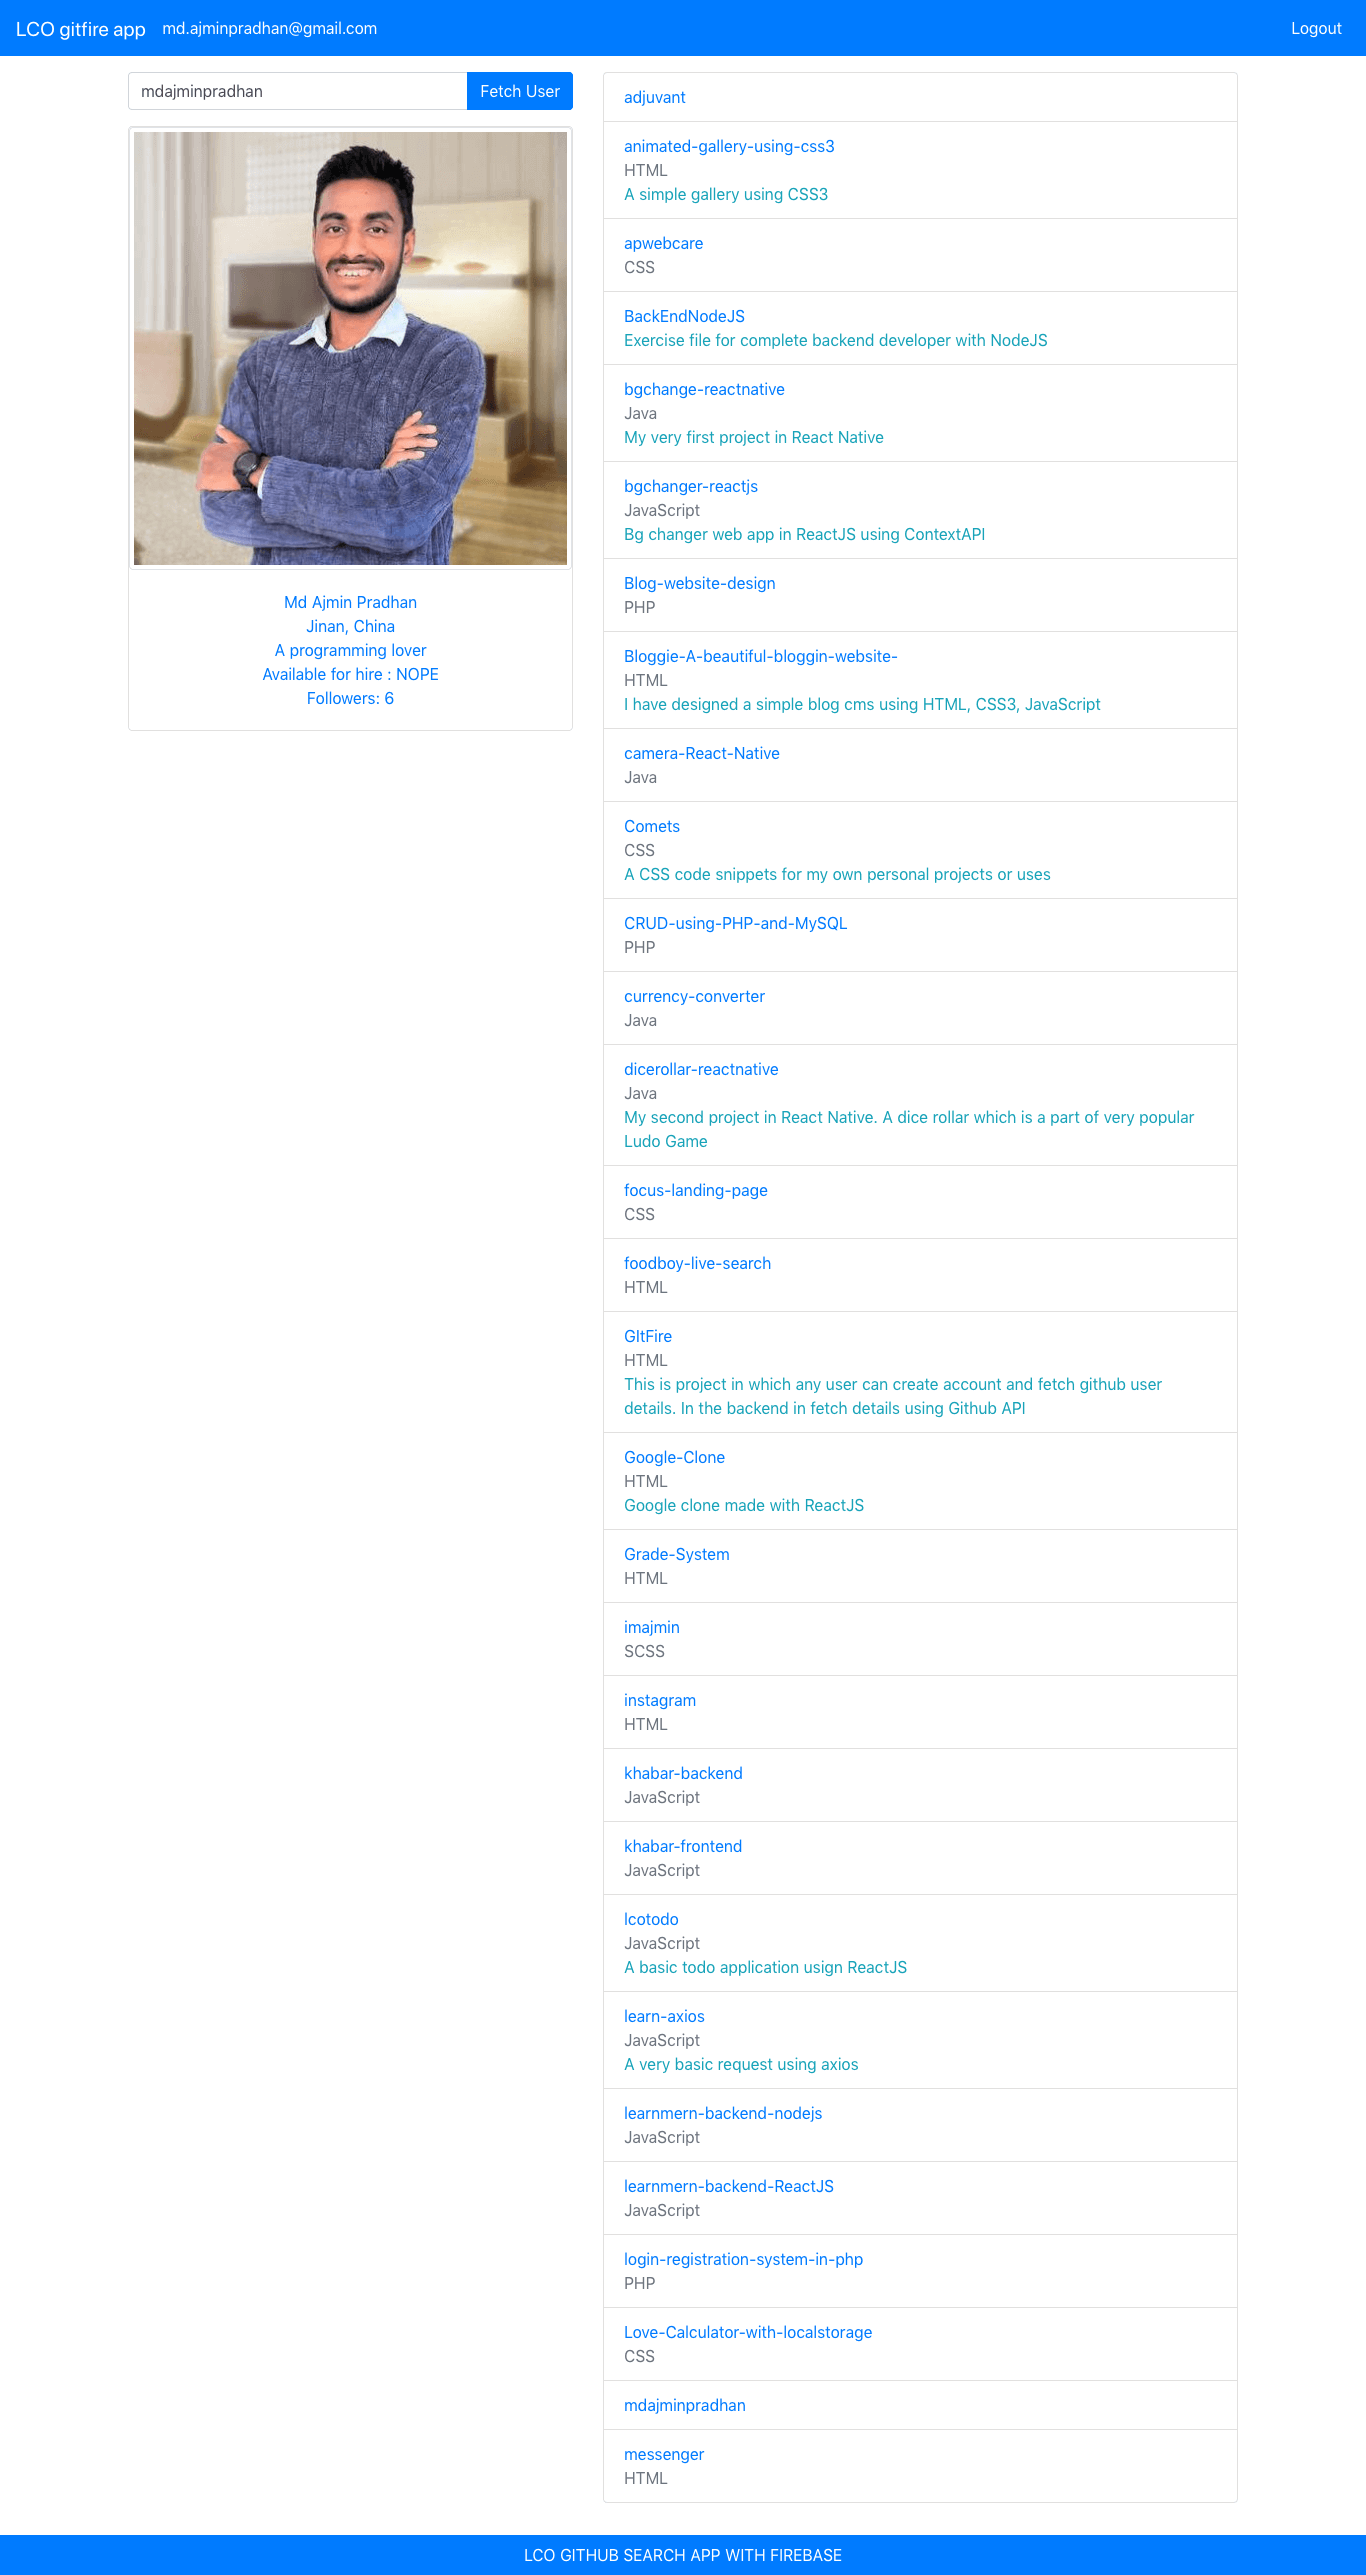 LCO gitfire app
md.ajminpradhan@gmail.com
Logout
mdajminpradhan
Fetch User
Md Ajmin Pradhan
Jinan, China
A programming lover
Available for hire : NOPE
Followers: 6
adjuvant
animated-gallery-using-css3
HTML
A simple gallery using CSS3
apwebcare
CSS
BackEndNodeJS
Exercise file for complete backend developer with NodeJS
bgchange-reactnative
Java
My very first project in React Native
bgchanger-reactjs
JavaScript
Bg changer web app in ReactJS using ContextAPI
Blog-website-design
PHP
Bloggie-A-beautiful-bloggin-website-
HTML
I have designed a simple blog cms using HTML, CSS3, JavaScript
camera-React-Native
Java
Comets
CSS
A CSS code snippets for my own personal projects or uses
CRUD-using-PHP-and-MySQL
PHP
currency-converter
Java
dicerollar-reactnative
Java
My second project in React Native. A dice rollar which is a part of very popular
Ludo Game
focus-landing-page
CSS
foodboy-live-search
HTML
GItFire
HTML
This is project in which any user can create account and fetch github user
details. In the backend in fetch details using Github API
Google-Clone
HTML
Google clone made with ReactJS
Grade-System
HTML
imajmin
SCSS
instagram
HTML
khabar-backend
JavaScript
khabar-frontend
JavaScript
lcotodo
JavaScript
A basic todo application usign ReactJS
learn-axios
JavaScript
A very basic request using axios
learnmern-backend-nodejs
JavaScript
learnmern-backend-ReactJS
JavaScript
login-registration-system-in-php
PHP
Love-Calculator-with-localstorage
CSS
mdajminpradhan
messenger
HTML
LCO GITHUB SEARCH APP WITH FIREBASE